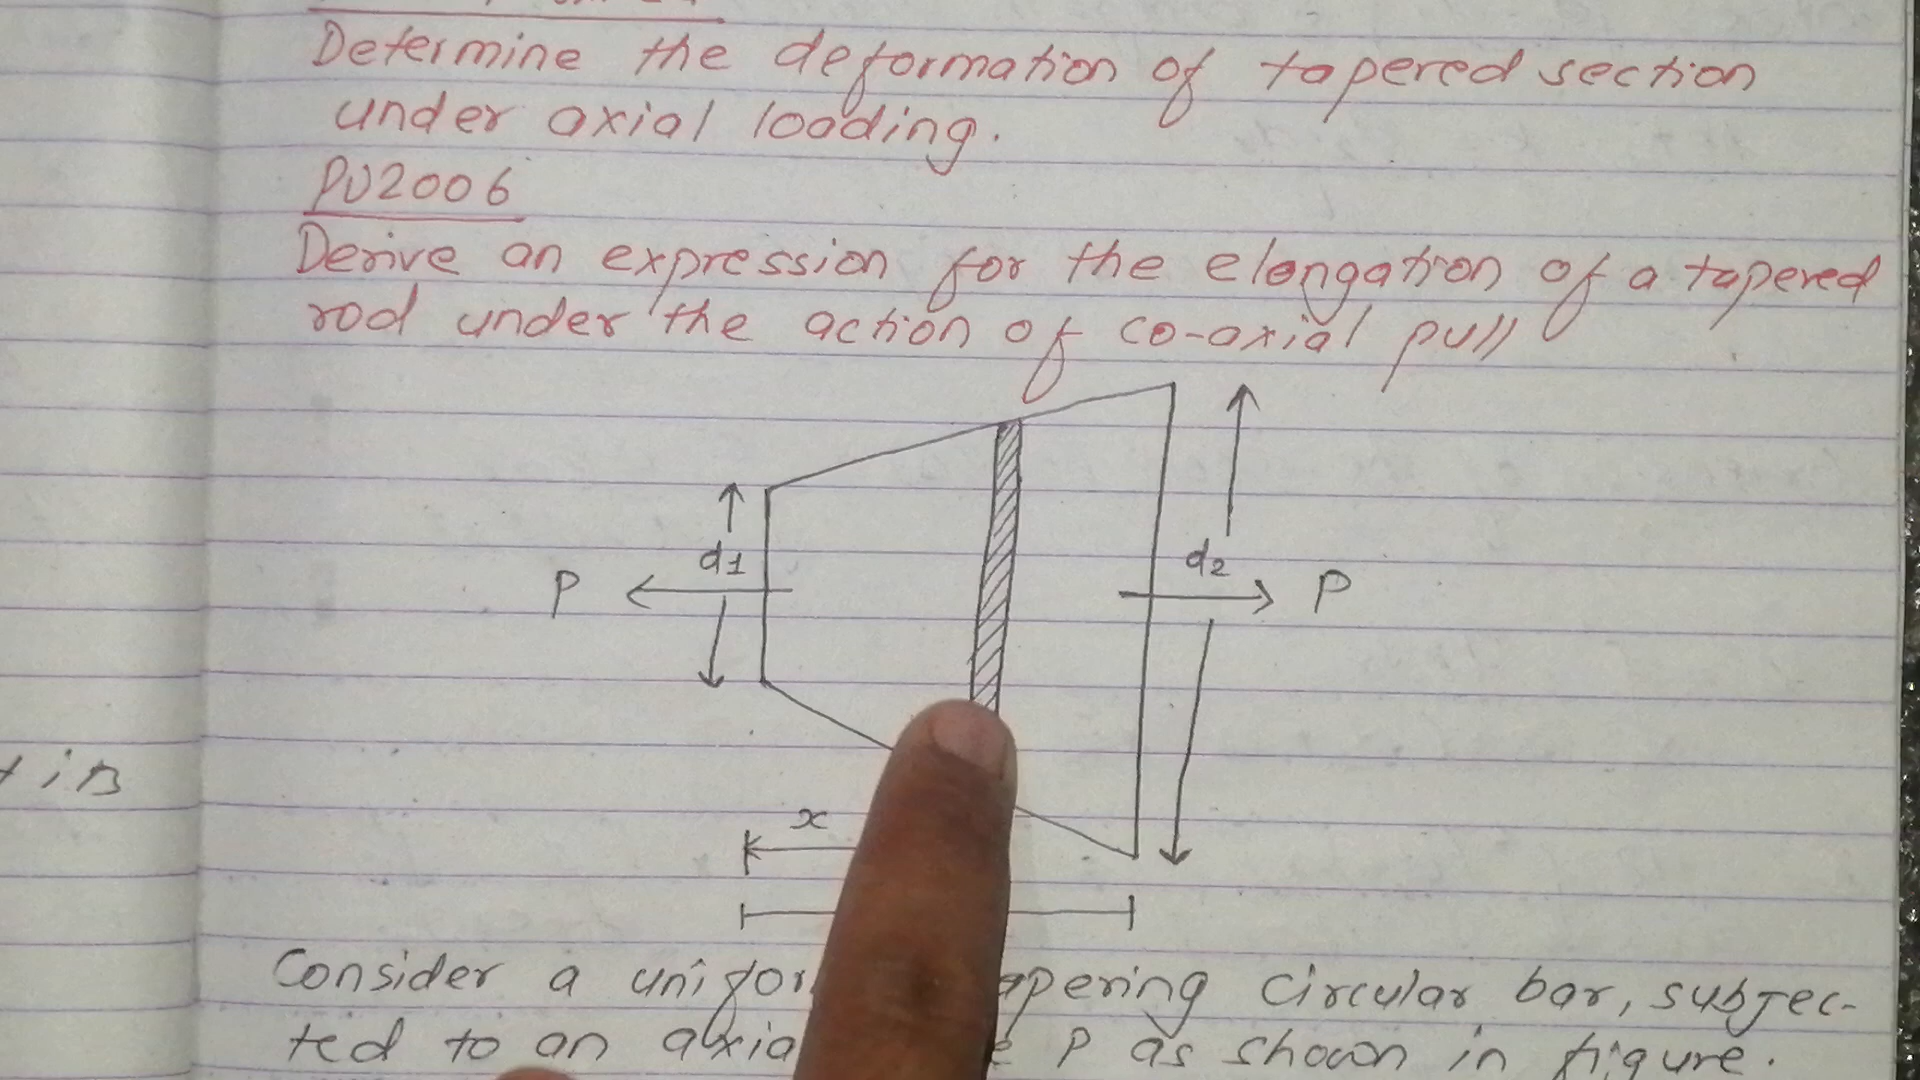 Determine the deformation of tapered section
under axial loading.
PU2006
Derive an expression for the elongation of a tapered
rod under the action of co-axial pull
d1
d2
P
P
x
Consider a circular bar, subjec-
ted to an P as shown in figure.